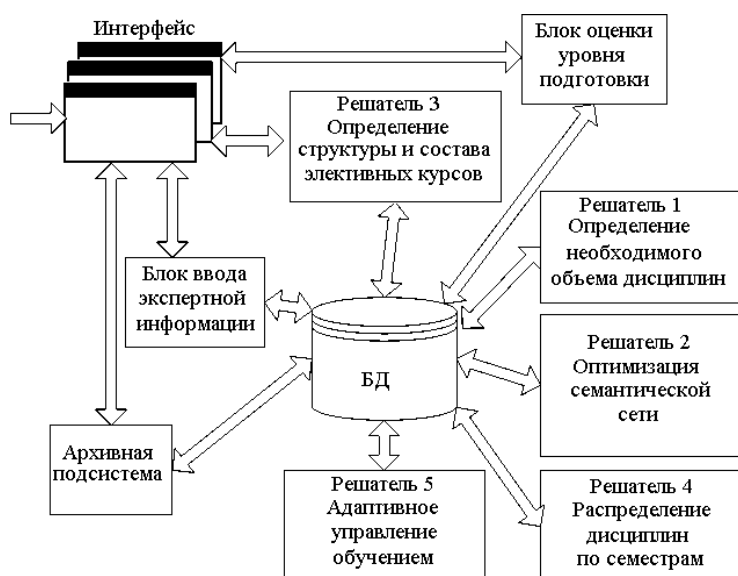 Интерфейс
Блок оценки
уровня
подготовки
Решатель 3
Определение
структуры и состава
элективных курсов
Решатель 1
Определение
необходимого
объема дисциплин
Блок ввода
экспертной
информации
БД
Решатель 2
Оптимизация
семантической
сети
Архивная
подсистема
Решатель 5
Адаптивное
управление
обучением
Решатель 4
Распределение
дисциплин
по семестрам